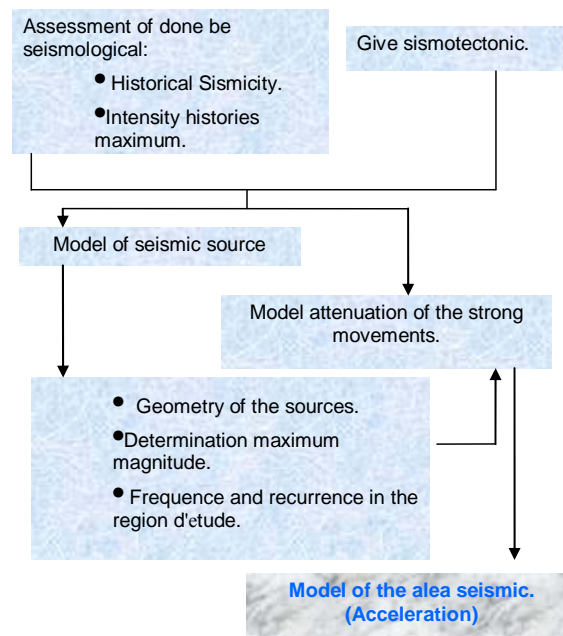 Assessment of done be
seismological:
• Historical Sismicity.
• Intensity histories
maximum.
Give sismotectonic.
Model of seismic source
Model attenuation of the strong
movements.
• Geometry of the sources.
• Determination maximum
magnitude.
• Frequence and recurrence in the
region d'etude.
Model of the alea seismic.
(Acceleration)